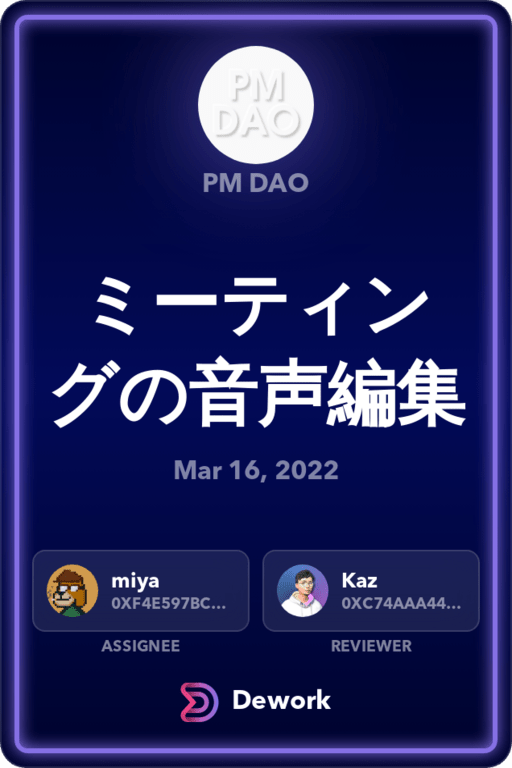 PM
DAO
PM DAO
ミーティン
グの音声編集
Mar 16, 2022
miya
0XF4E597BC...
Kaz
0XC74AAA44...
ASSIGNEE
REVIEWER
Dework